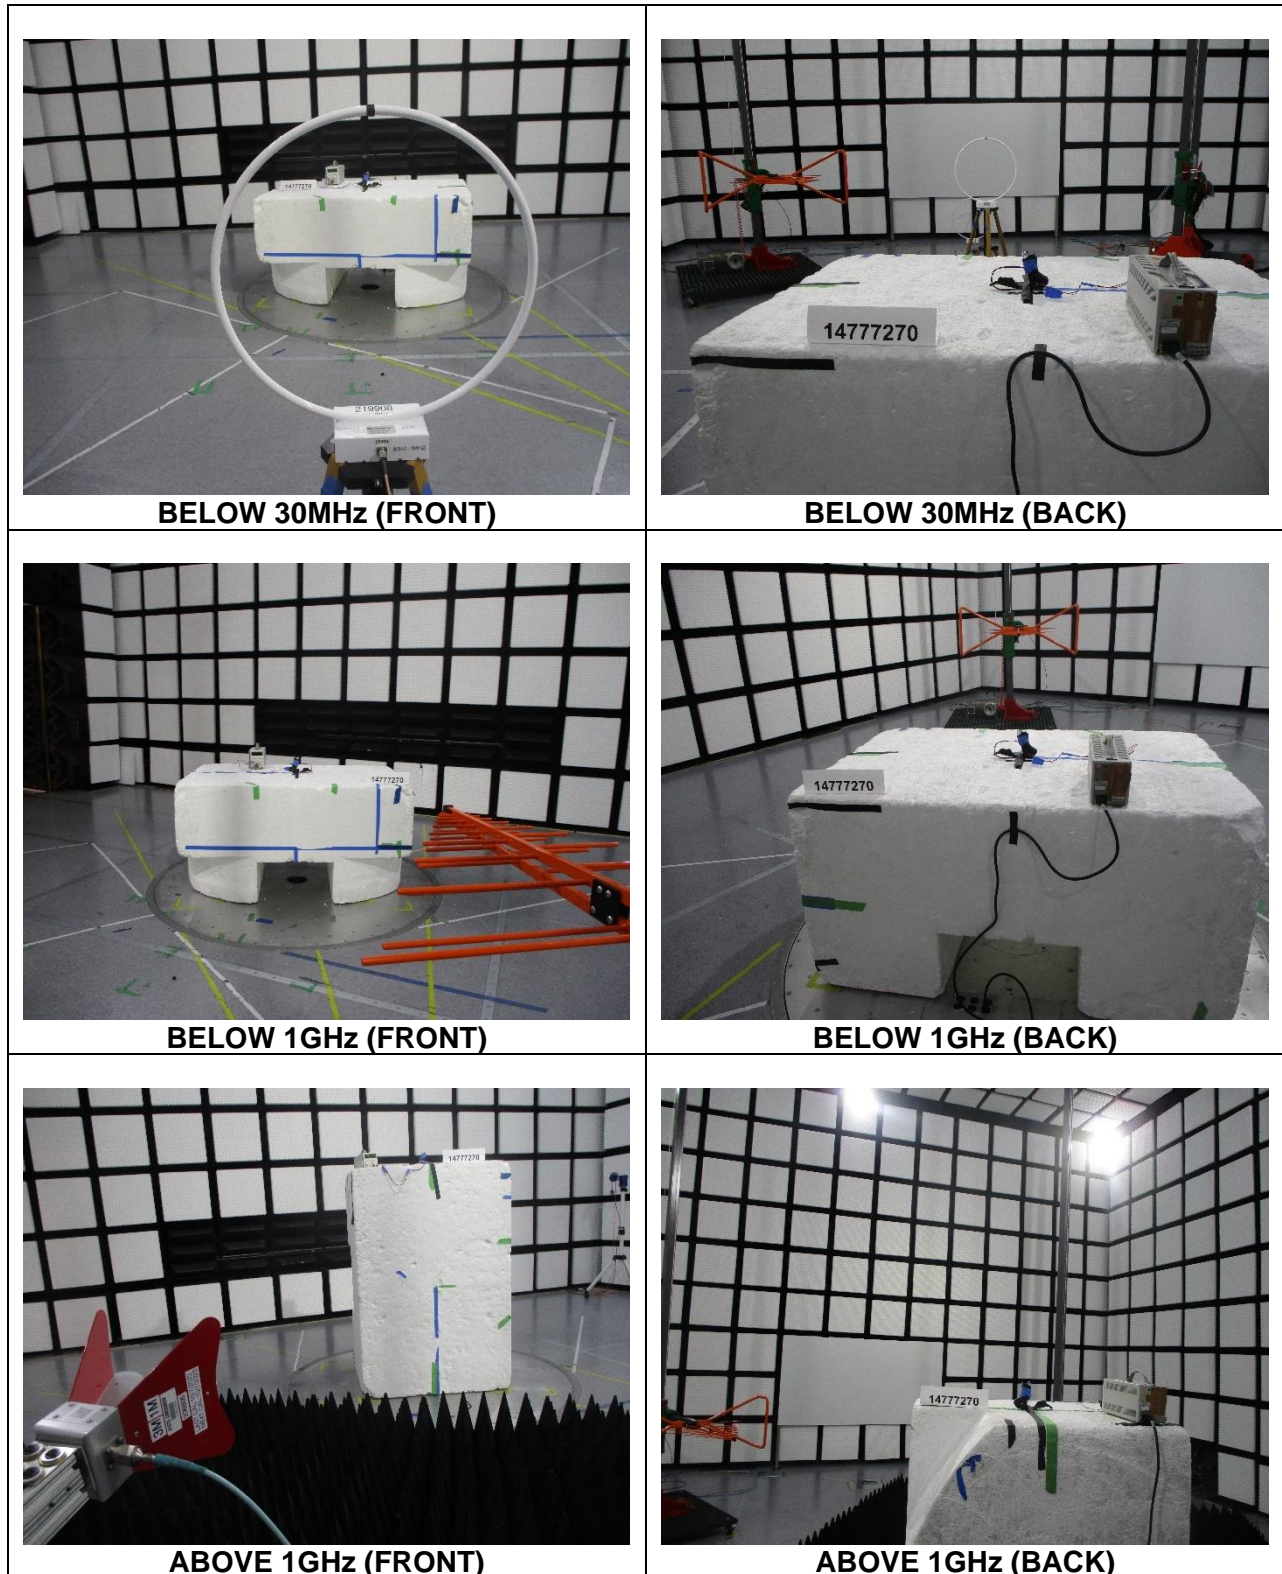 14777270
219908
14777270
BELOW 30MHz (FRONT)
BELOW 30MHz (BACK)
14777270
14777270
BELOW 1GHz (FRONT)
BELOW 1GHz (BACK)
14777270
3M1M
14777270
ABOVE 1GHz (FRONT)
ABOVE 1GHz (BACK)